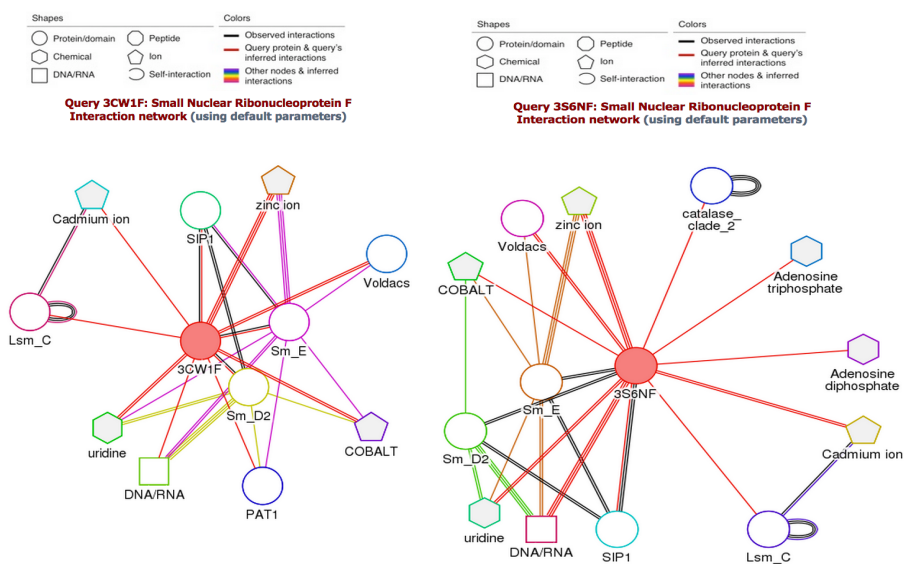 Shapes
Colors
Protein/domain
Peptide
Observed interactions
Chemical
Ion
Query protein & query's
inferred interactions
DNA/RNA
Self-interaction
Other nodes & inferred
interactions
Query 3CW1F: Small Nuclear Ribonucleoprotein F
Interaction network (using default parameters)
Cadmium ion
zinc ion
SIP1
Voldacs
Lsm_C
Sm_E
3CW1F
Sm_D2
uridine
COBALT
DNA/RNA
PAT1
Shapes
Colors
Protein/domain
Peptide
Observed interactions
Chemical
Ion
Query protein & query's
inferred interactions
DNA/RNA
Self-interaction
Other nodes & inferred
interactions
Query 3S6NF: Small Nuclear Ribonucleoprotein F
Interaction network (using default parameters)
catalase_
clade_2
Voldacs
zinc ion
Adenosine
triphosphate
COBALT
Adenosine
diphosphate
3S6NF
Sm_E
Cadmium ion
Sm_D2
uridine
DNA/RNA
SIP1
Lsm_C